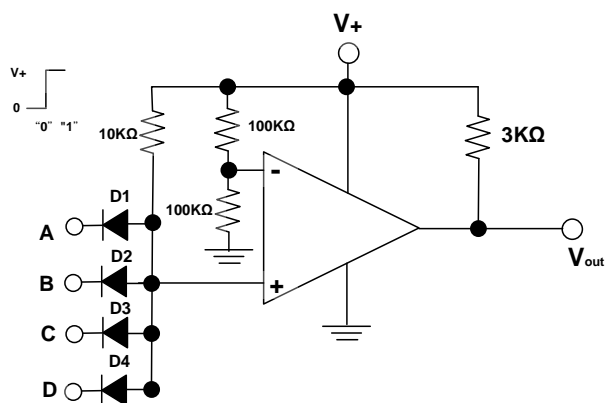 V+
V+
0
"0" "1"
10KΩ
100KΩ
3KΩ
-
D1
100KΩ
A
Vout
D2
B
+
D3
C
D4
D